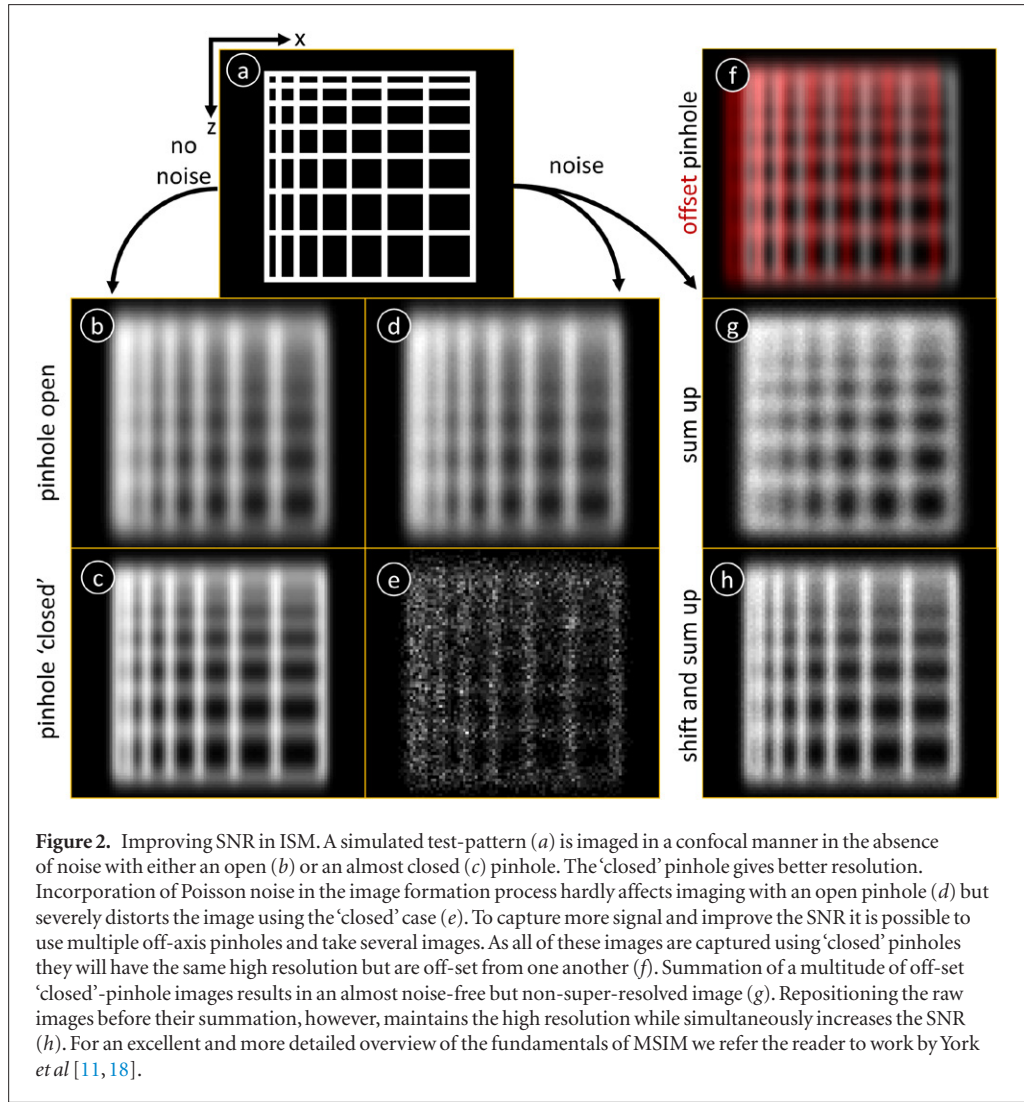 x
z
a
no
noise
noise
f
offset pinhole
b
d
g
pinhole open
sum up
c
e
h
pinhole ‘closed’
shift and sum up
Figure 2. Improving SNR in ISM. A simulated test-pattern (a) is imaged in a confocal manner in the absence
of noise with either an open (b) or an almost closed (c) pinhole. The ‘closed’ pinhole gives better resolution.
Incorporation of Poisson noise in the image formation process hardly affects imaging with an open pinhole (d) but
severely distorts the image using the ‘closed’ case (e). To capture more signal and improve the SNR it is possible to
use multiple off-axis pinholes and take several images. As all of these images are captured using ‘closed’ pinholes
they will have the same high resolution but are off-set from one another (f). Summation of a multitude of off-set
‘closed’-pinhole images results in an almost noise-free but non-super-resolved image (g). Repositioning the raw
images before their summation, however, maintains the high resolution while simultaneously increases the SNR
(h). For an excellent and more detailed overview of the fundamentals of MSIM we refer the reader to work by York
et al [11, 18].